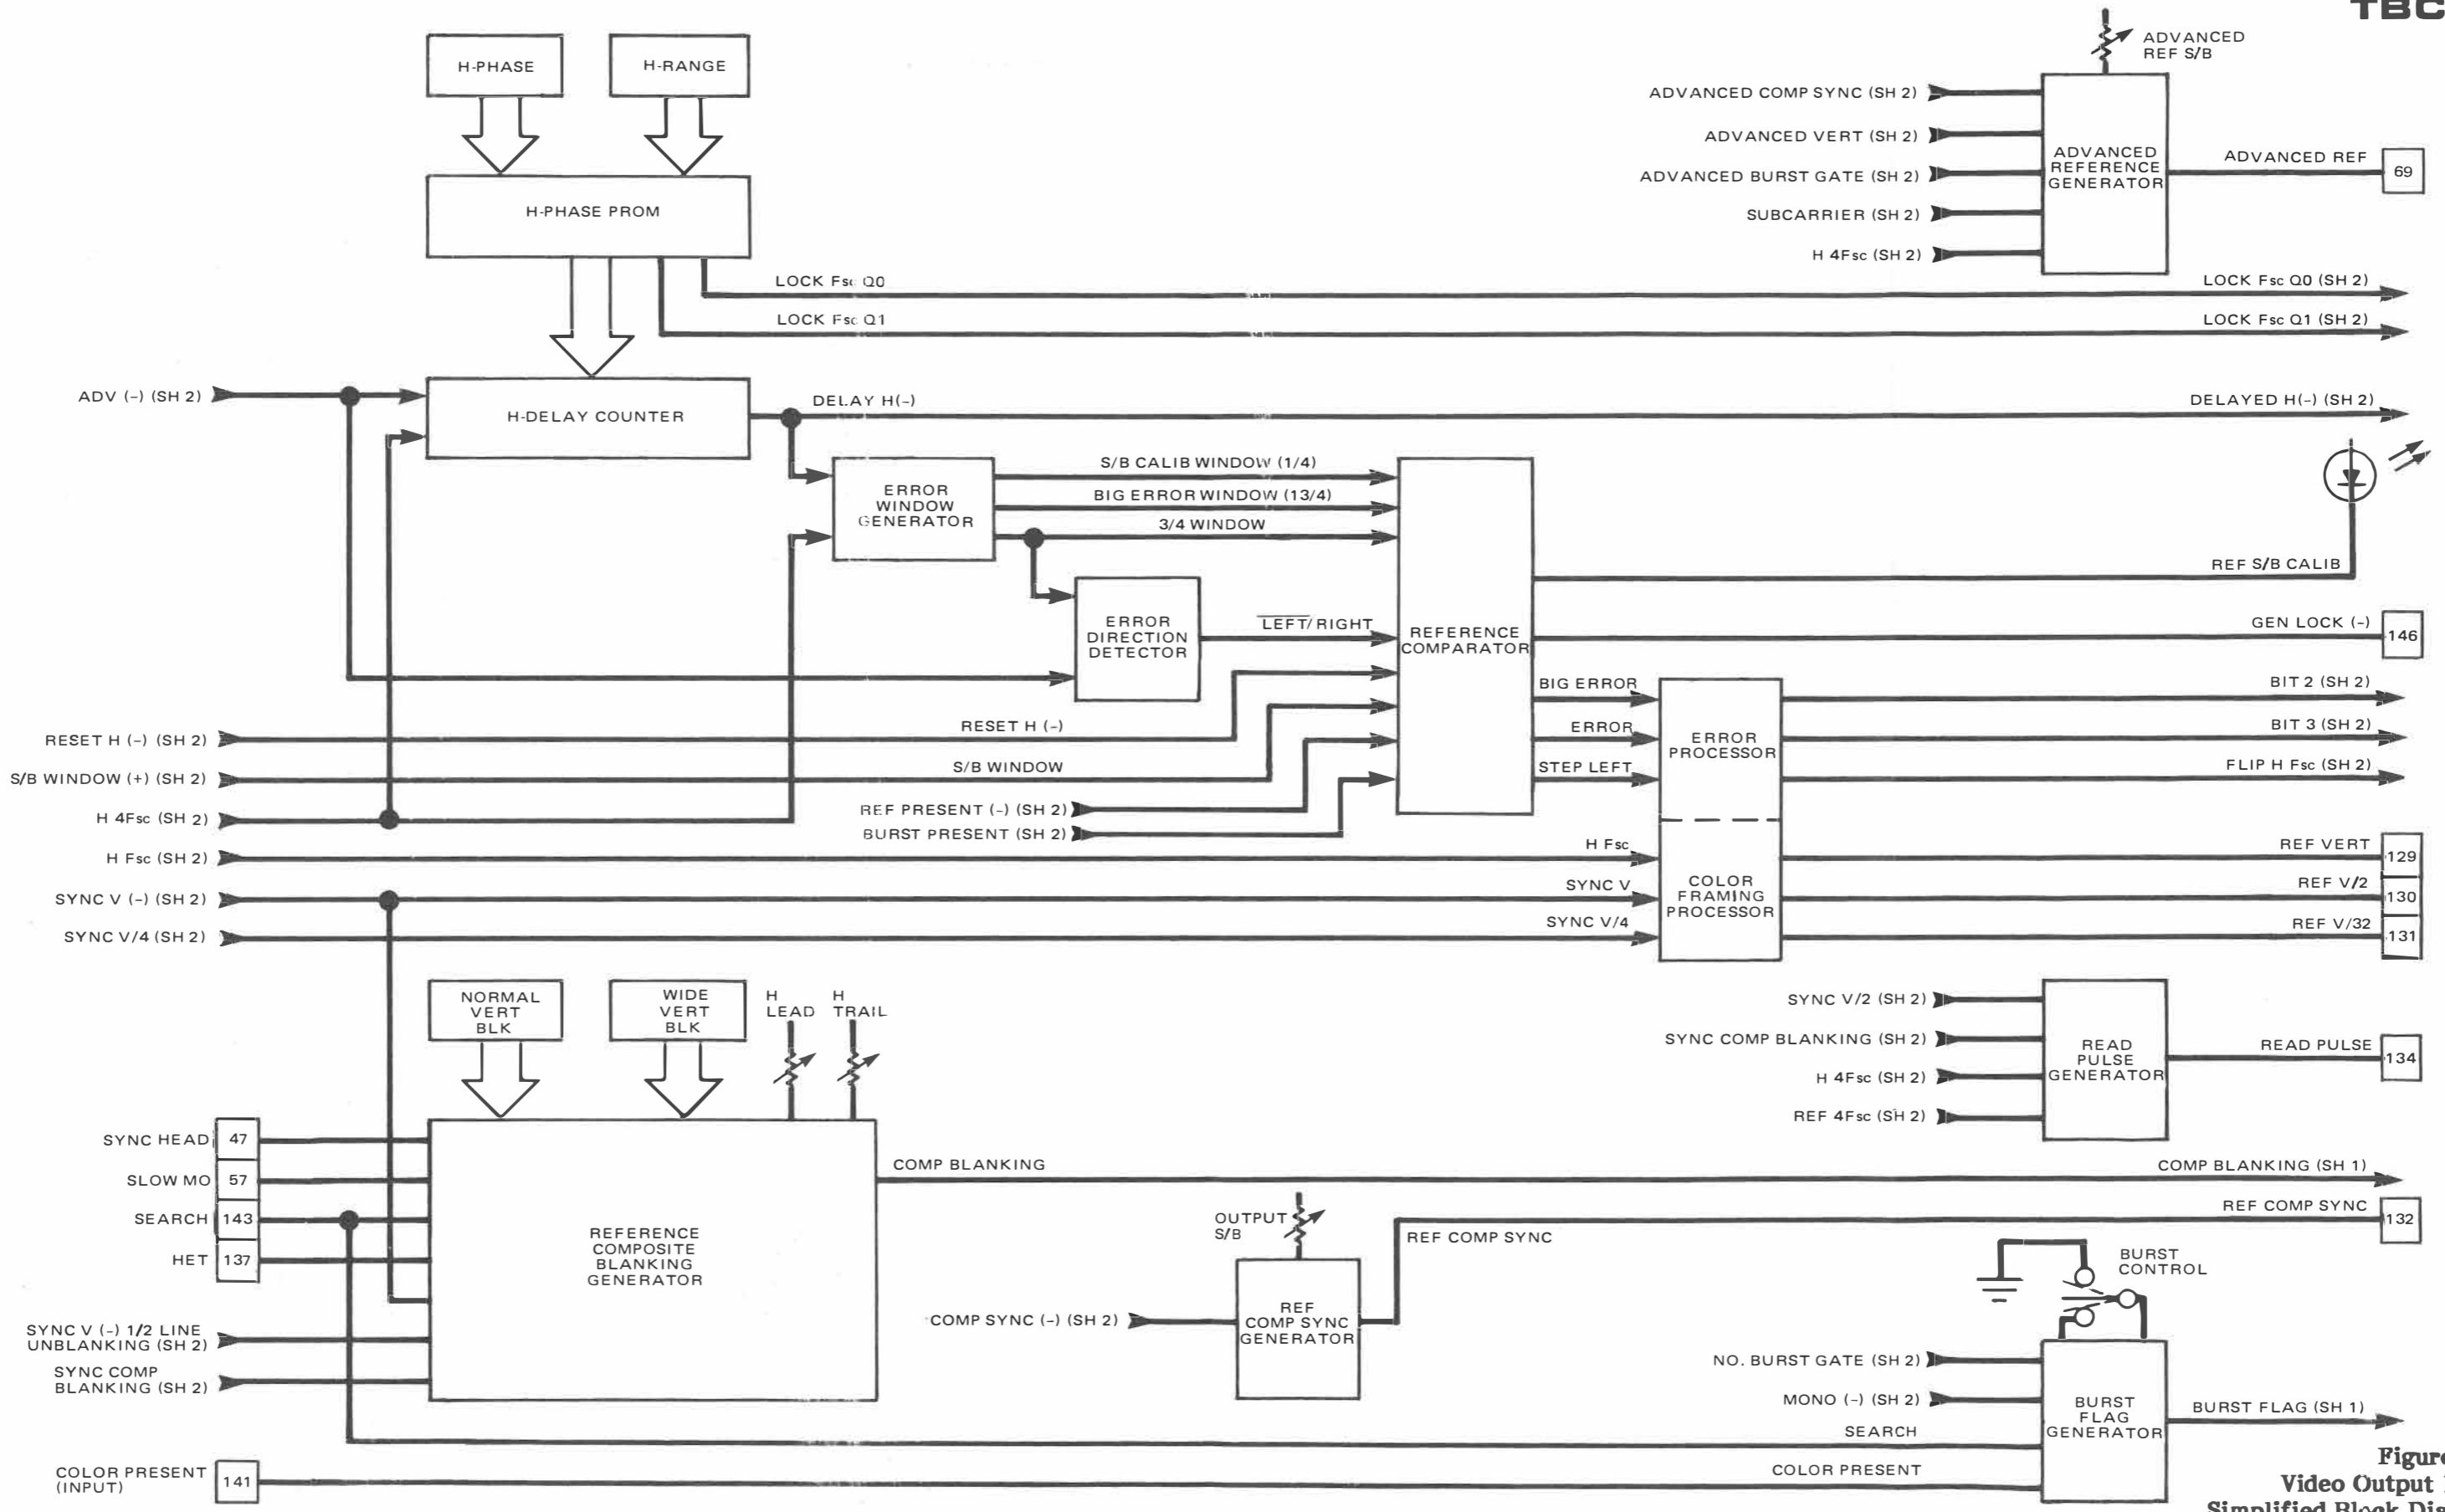 TBC
H-PHASE
H-RANGE
ADVANCED
REF S/B
ADVANCED COMP SYNC (SH 2)
ADVANCED VERT (SH 2)
ADVANCED BURST GATE (SH 2)
SUBCARRIER (SH 2)
H 4Fsc (SH 2)
ADVANCED
REFERENCE
GENERATOR
ADVANCED REF
69
H-PHASE PROM
LOCK Fsc Q0
LOCK Fsc Q0 (SH 2)
LOCK Fsc Q1
LOCK Fsc Q1 (SH 2)
ADV (-) (SH 2)
H-DELAY COUNTER
DELAY H(-)
DELAYED H(-) (SH 2)
ERROR
WINDOW
GENERATOR
S/B CALIB WINDOW (1/4)
BIG ERROR WINDOW (13/4)
3/4 WINDOW
ERROR
DIRECTION
DETECTOR
LEFT/RIGHT
REFERENCE
COMPARATOR
REF S/B CALIB
GEN LOCK (-)
146
BIG ERROR
ERROR
STEP LEFT
ERROR
PROCESSOR
BIT 2 (SH 2)
BIT 3 (SH 2)
FLIP H Fsc (SH 2)
RESET H (-) (SH 2)
RESET H (-)
S/B WINDOW (+) (SH 2)
S/B WINDOW
H 4Fsc (SH 2)
REF PRESENT (-) (SH 2)
BURST PRESENT (SH 2)
H Fsc (SH 2)
H Fsc
SYNC V (-) (SH 2)
SYNC V
SYNC V/4 (SH 2)
SYNC V/4
COLOR
FRAMING
PROCESSOR
REF VERT
129
REF V/2
130
REF V/32
131
NORMAL
VERT
BLK
WIDE
VERT
BLK
H
LEAD
H
TRAIL
SYNC V/2 (SH 2)
SYNC COMP BLANKING (SH 2)
H 4Fsc (SH 2)
REF 4Fsc (SH 2)
READ
PULSE
GENERATOR
READ PULSE
134
SYNC HEAD
47
SLOW MO
57
SEARCH
143
HET
137
SYNC V (-) 1/2 LINE
UNBLANKING (SH 2)
SYNC COMP
BLANKING (SH 2)
REFERENCE
COMPOSITE
BLANKING
GENERATOR
COMP BLANKING
COMP BLANKING (SH 1)
OUTPUT
S/B
REF COMP SYNC
REF COMP SYNC
132
COMP SYNC (-) (SH 2)
REF
COMP SYNC
GENERATOR
BURST
CONTROL
NO. BURST GATE (SH 2)
MONO (-) (SH 2)
SEARCH
COLOR PRESENT
BURST
FLAG
GENERATOR
BURST FLAG (SH 1)
COLOR PRESENT
(INPUT)
141
Figure
Video Output
Simplified Block